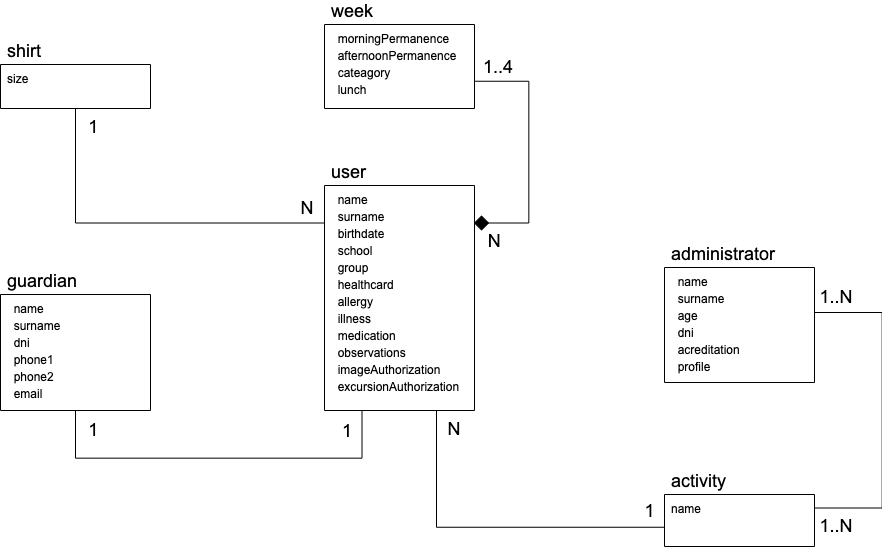 week
morningPermanence
afternoonPermanence
cateagory
lunch
1..4
shirt
size
1
N
user
name
surname
birthdate
school
group
healthcard
allergy
illness
medication
observations
imageAuthorization
excursionAuthorization
N
guardian
name
surname
dni
phone1
phone2
email
1
1
N
administrator
name
surname
age
dni
acreditation
profile
1..N
activity
name
1
1..N